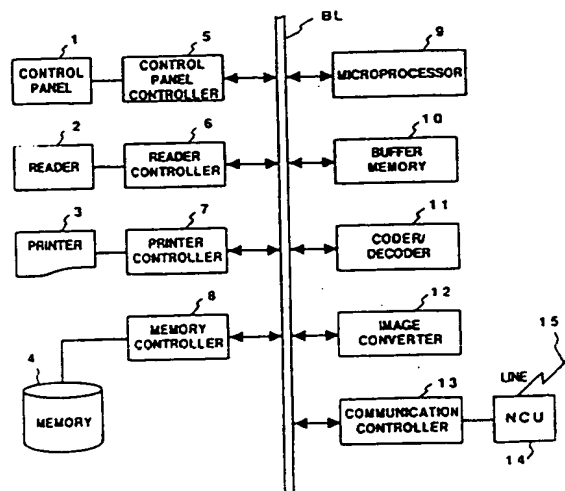 BL
1
5
9
CONTROL
PANEL
CONTROL
PANEL
CONTROLLER
MICROPROCESSOR
2
6
10
READER
READER
CONTROLLER
BUFFER
MEMORY
3
7
11
PRINTER
PRINTER
CONTROLLER
CODER/
DECODER
8
12
MEMORY
CONTROLLER
IMAGE
CONVERTER
15
4
13
LINE
MEMORY
COMMUNICATION
CONTROLLER
NCU
14